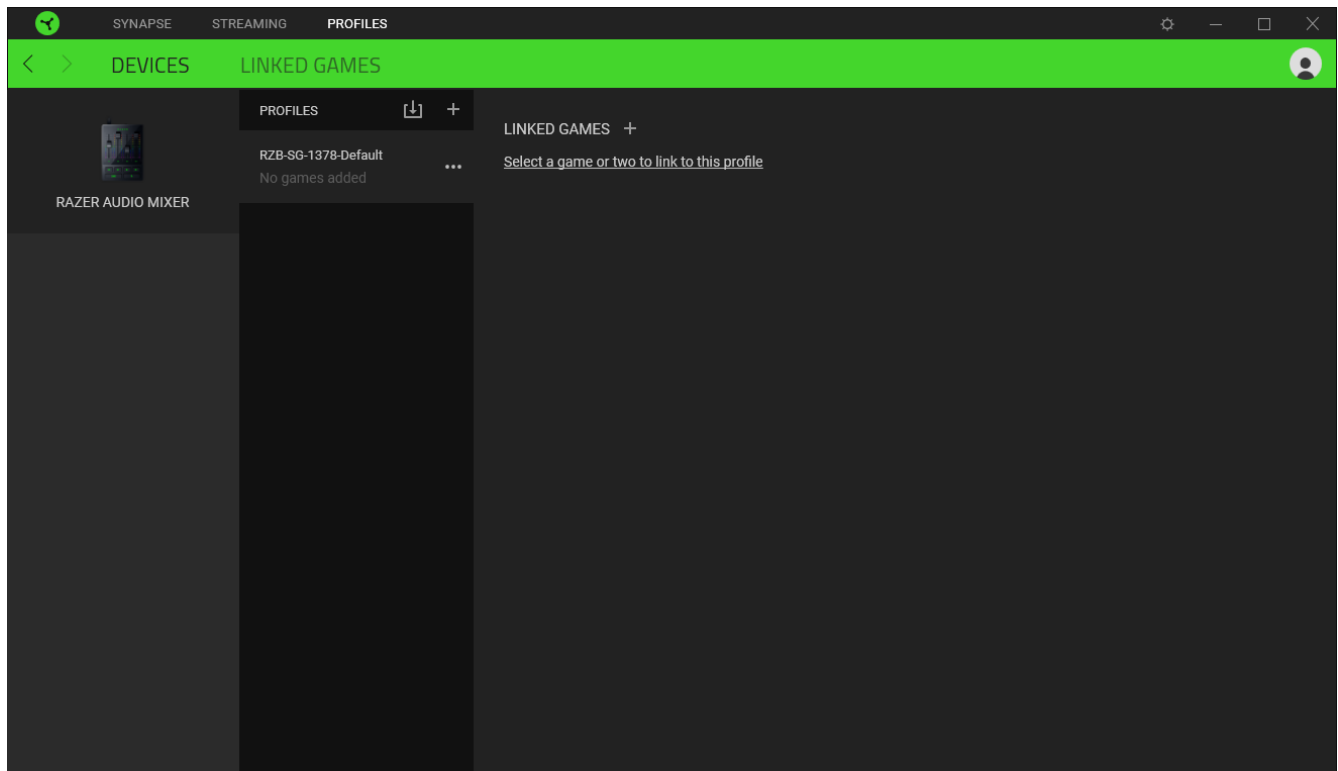 SYNAPSE STREAMING PROFILES
DEVICES LINKED GAMES
RAZER AUDIO MIXER
PROFILES
RZB-SG-1378-Default
No games added
LINKED GAMES
Select a game or two to link to this profile